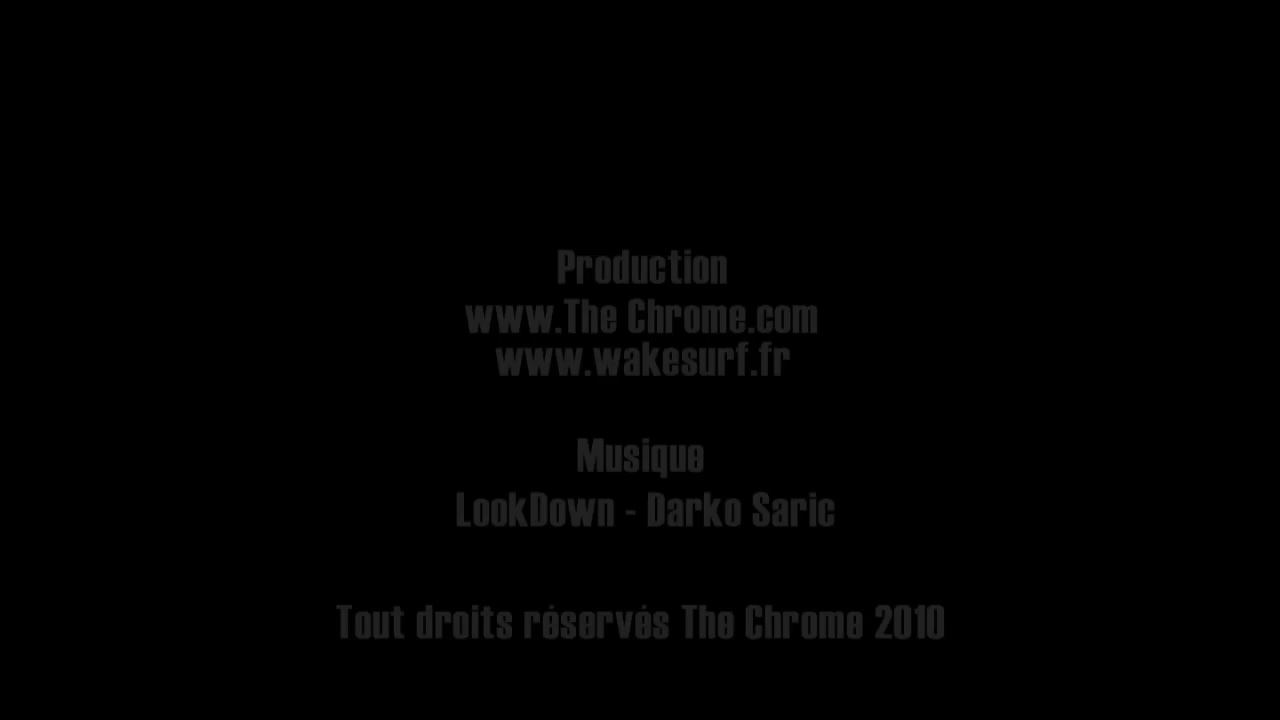 Production
www.The Chrome.com
www.wakesurf.fr
Musique
LookDown - Darko Saric
Tout droits réservés The Chrome 2010